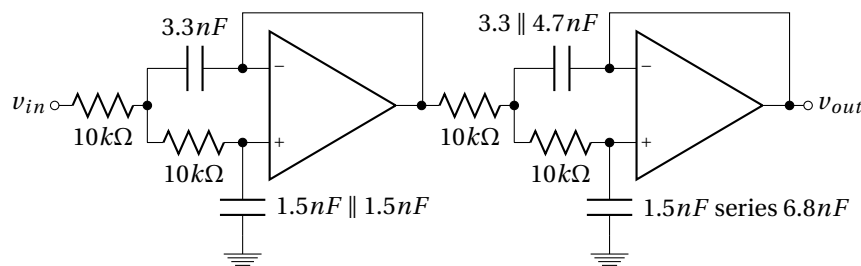 3.3nF
3.3 ∥ 4.7nF
−
−
v_in
v_out
10kΩ
10kΩ
+
+
10kΩ
10kΩ
1.5nF ∥ 1.5nF
1.5nF series 6.8nF